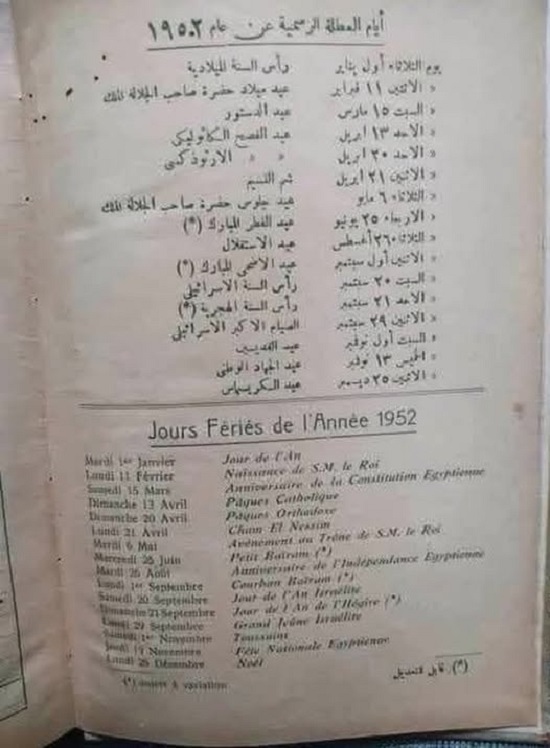 أيام العطلة الرسمية عن عام ١٩٥٢
يوم الثلاثاء أول يناير رأس السنة الميلادية
« الاثنين ١١ فبراير عيد ميلاد حضرة صاحب الجلالة الملك
« السبت ١٥ مارس عيد الدستور
« الاحد ١٣ ابريل عيد الفصح الكاثوليكي
« الاحد ٢٠ ابريل « « الارثوذكسي
« الاثنين ٢١ ابريل شم النسيم
« الثلاثاء ٦ مايو عيد جلوس حضرة صاحب الجلالة الملك
« الاربعاء ٢٥ يونيو عيد الفطر المبارك (*)
« الثلاثاء ٢٦ أغسطس عيد الاستقلال
« الاثنين أول سبتمبر عيد الاضحى المبارك (*)
« السبت ٢٠ سبتمبر رأس السنة الاسرائيلي
« الاحد ٢١ سبتمبر رأس السنة الهجرية (*)
« الاثنين ٢٩ سبتمبر الصيام الاكبر الاسرائيلي
« السبت أول نوفمبر عيد القديسين
« الخميس ١٣ نوفمبر عيد الجهاد الوطني
« الاثنين ٢٥ ديسمبر عيد الكريسماس
Jours Fériés de l'Année 1952
Mardi 1er Janvier Jour de l'An
Lundi 11 Février Naissance de S.M. le Roi
Samedi 15 Mars Anniversaire de la Constitution Egyptienne
Dimanche 13 Avril Pâques Catholique
Dimanche 20 Avril Pâques Orthodoxe
Lundi 21 Avril Cham El Nessim
Mardi 6 Mai Avènement au Trône de S.M. le Roi
Mercredi 25 Juin Petit Baïram (*)
Mardi 26 Août Anniversaire de l'Indépendance Egyptienne
Lundi 1er Septembre Courban Baïram (*)
Samedi 20 Septembre Jour de l'An Israélite
Dimanche 21 Septembre Jour de l'An de l'Hégire (*)
Lundi 29 Septembre Grand Jeûne Israélite
Samedi 1er Novembre Toussaint
Jeudi 13 Novembre Fête Nationale Egyptienne
Lundi 25 Décembre Noël
(*) قابل للتعديل
(*) sujets à variation